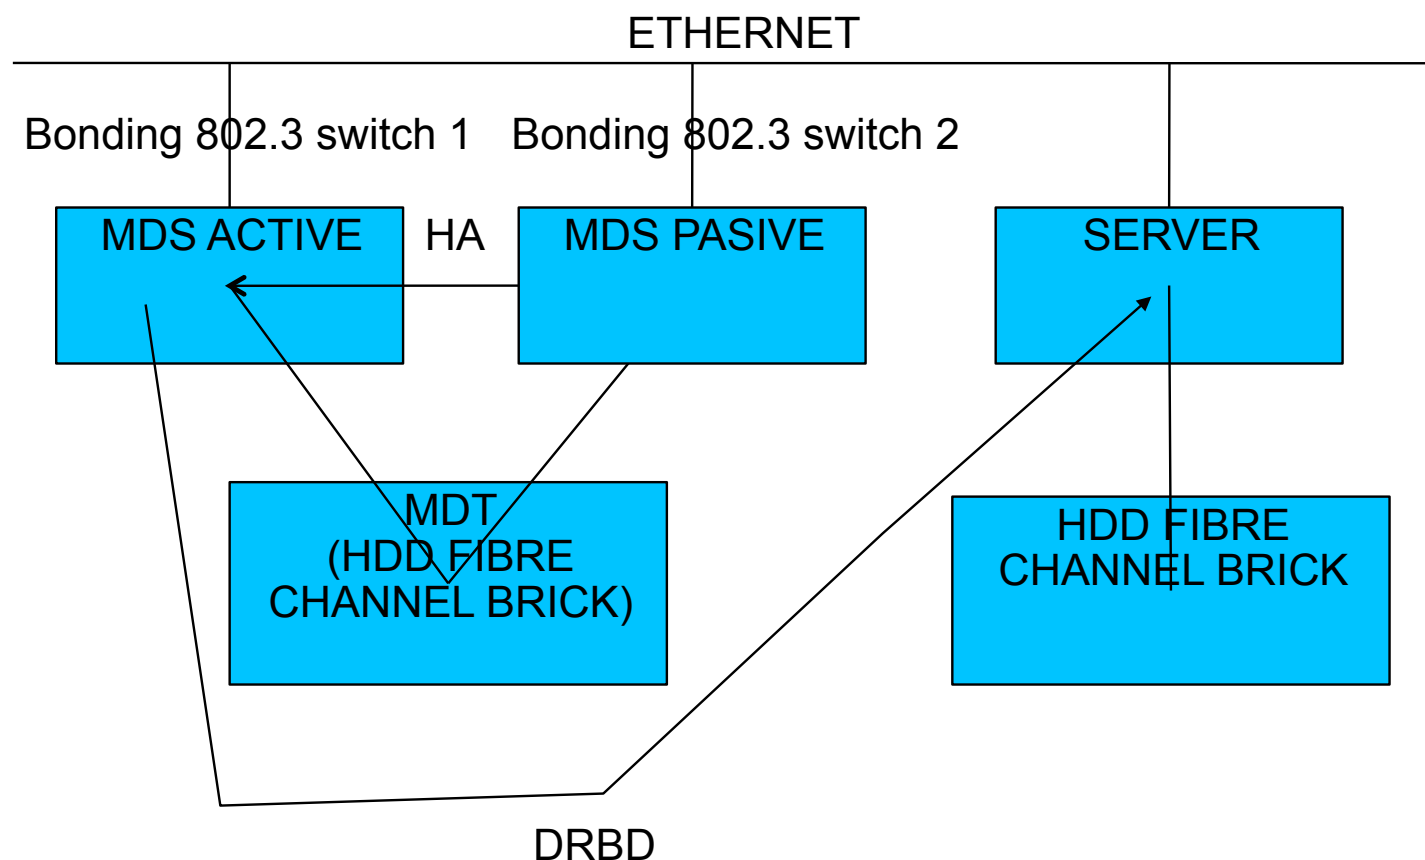 ETHERNET
Bonding 802.3 switch 1
Bonding 802.3 switch 2
MDS ACTIVE
HA
MDS PASIVE
SERVER
MDT
(HDD FIBRE
CHANNEL BRICK)
HDD FIBRE
CHANNEL BRICK
DRBD